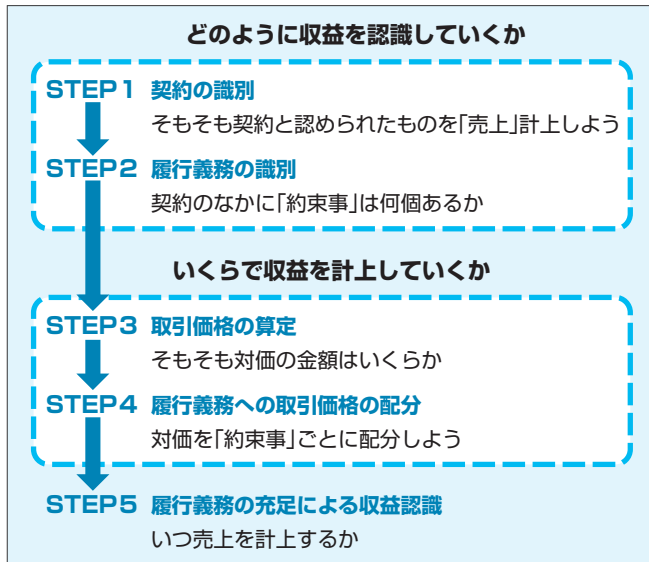 どのように収益を認識していくか
STEP1 契約の識別
そもそも契約と認められたものを「売上」計上しよう
STEP2 履行義務の識別
契約のなかに「約束事」は何個あるか
いくらで収益を計上していくか
STEP3 取引価格の算定
そもそも対価の金額はいくらか
STEP4 履行義務への取引価格の配分
対価を「約束事」ごとに配分しよう
STEP5 履行義務の充足による収益認識
いつ売上を計上するか